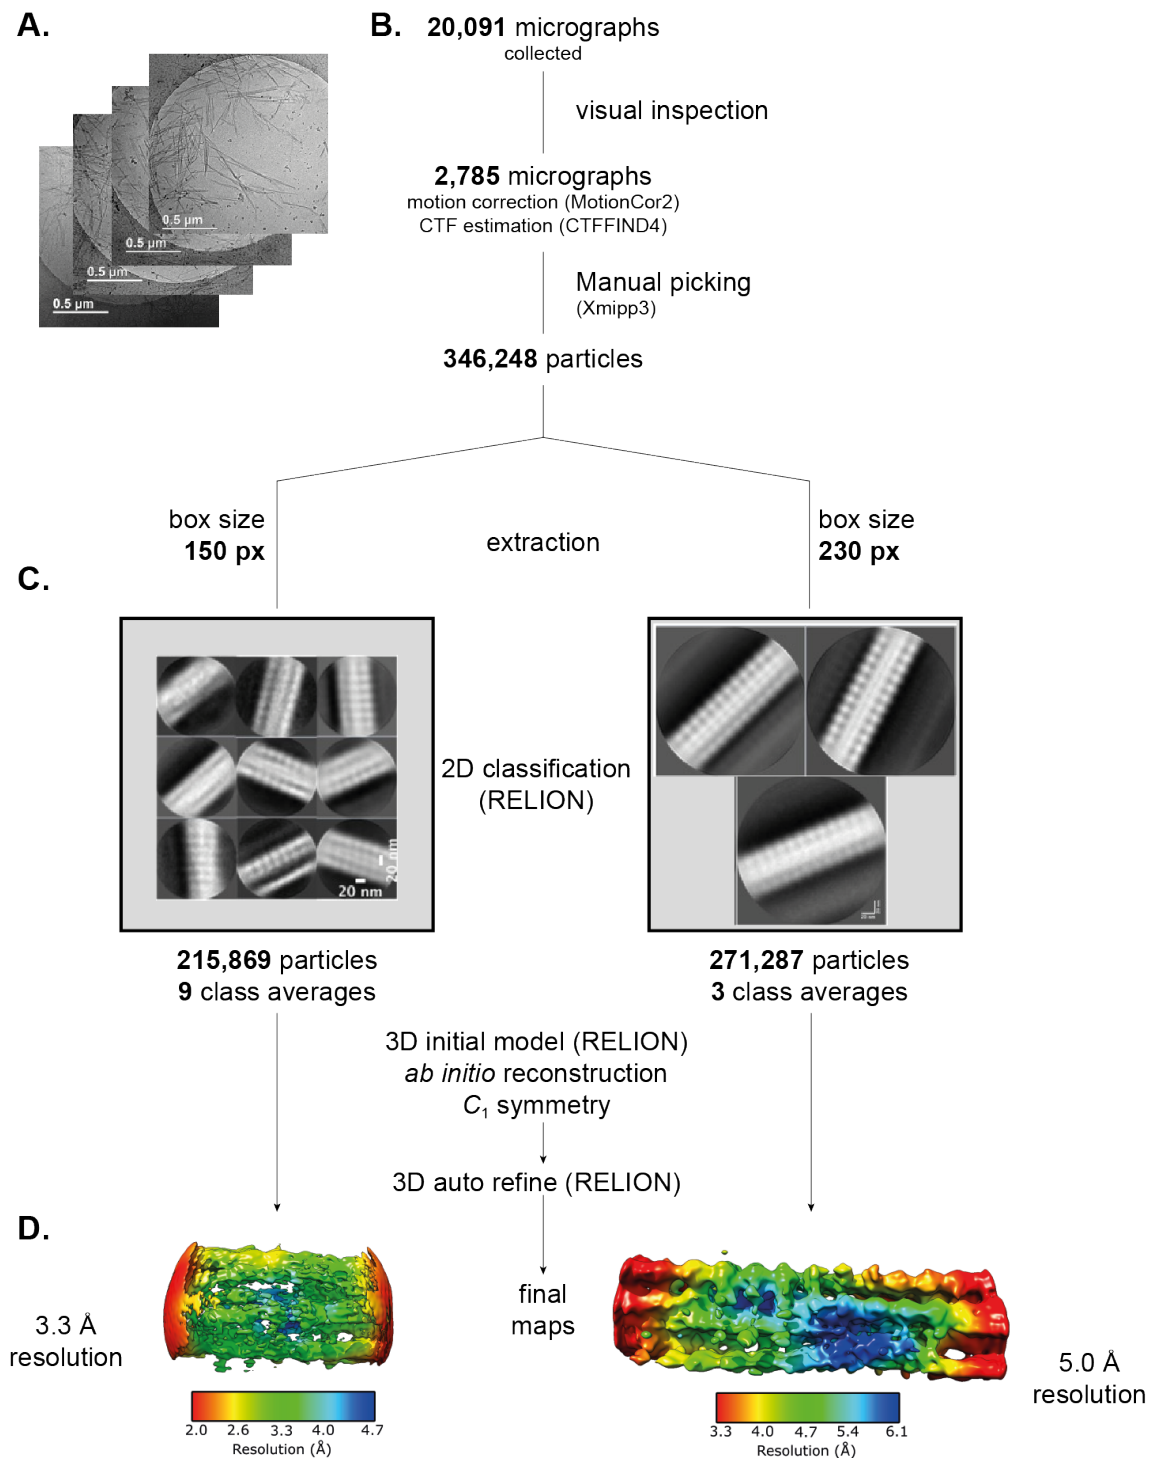 A.
0.5 µm
0.5 µm
0.5 µm
0.5 µm
B.
20,091 micrographs
collected
visual inspection
2,785 micrographs
motion correction (MotionCor2)
CTF estimation (CTFFIND4)
Manual picking
(Xmipp3)
346,248 particles
box size
150 px
extraction
box size
230 px
C.
2D classification
(RELION)
20 nm
20 nm
215,869 particles
9 class averages
271,287 particles
3 class averages
3D initial model (RELION)
ab initio reconstruction
C1 symmetry
3D auto refine (RELION)
D.
final
maps
3.3 Å
resolution
5.0 Å
resolution
2.0 2.6 3.3 4.0 4.7
Resolution (Å)
3.3 4.0 4.7 5.4 6.1
Resolution (Å)